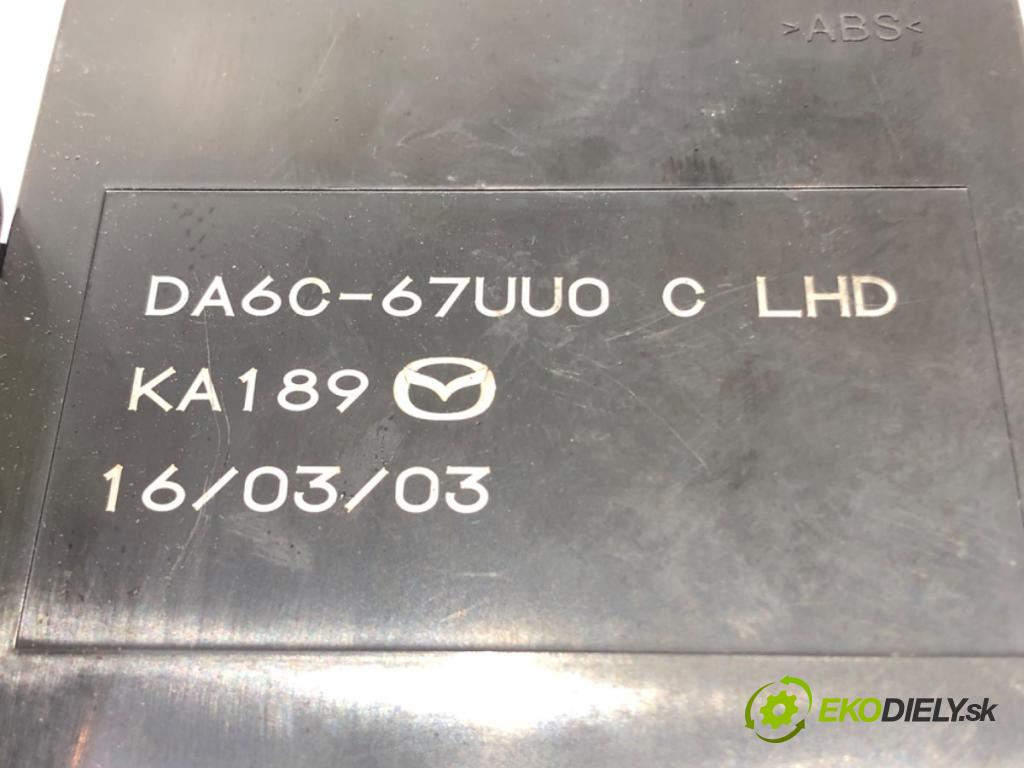 >ABS<
DA6C-67UU0 C LHD
KA189
16/03/03
EKODIELY.sk